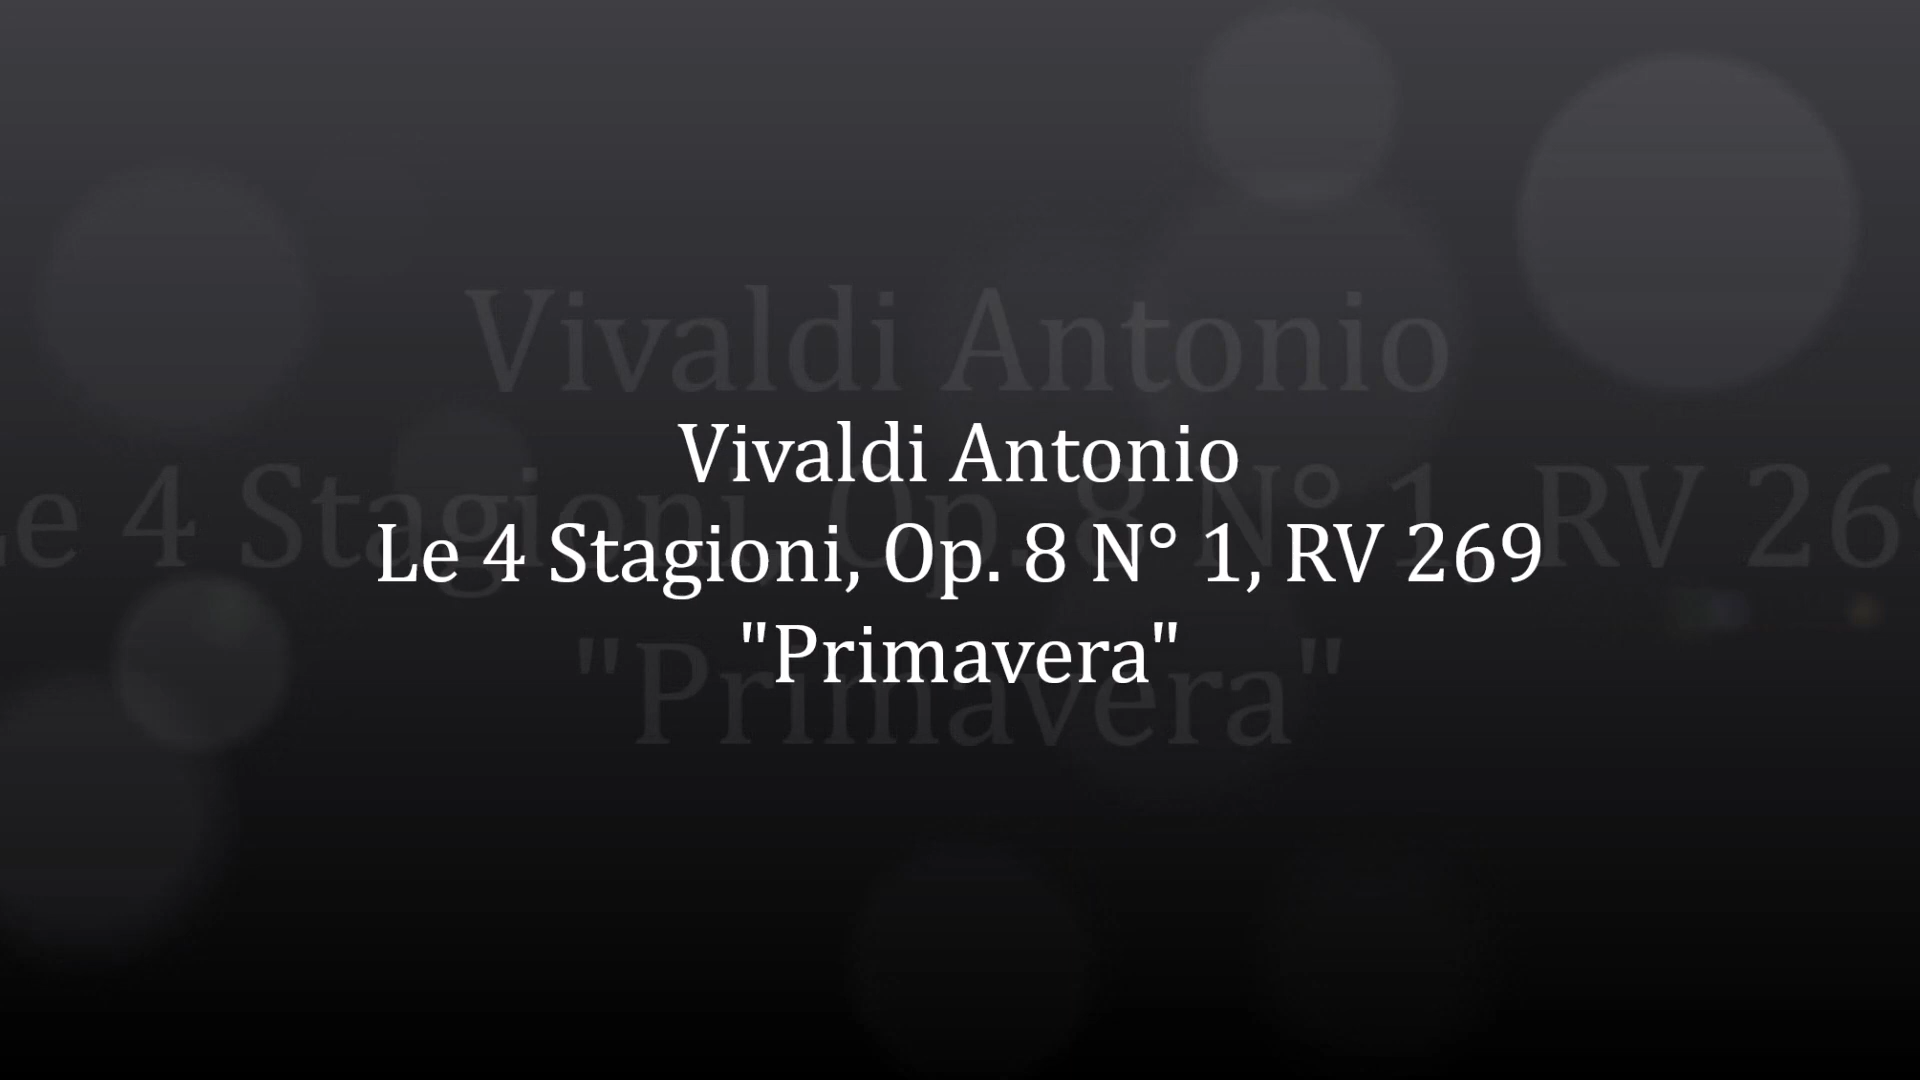 Vivaldi Antonio
Le 4 Stagioni, Op. 8 N° 1, RV 269
"Primavera"